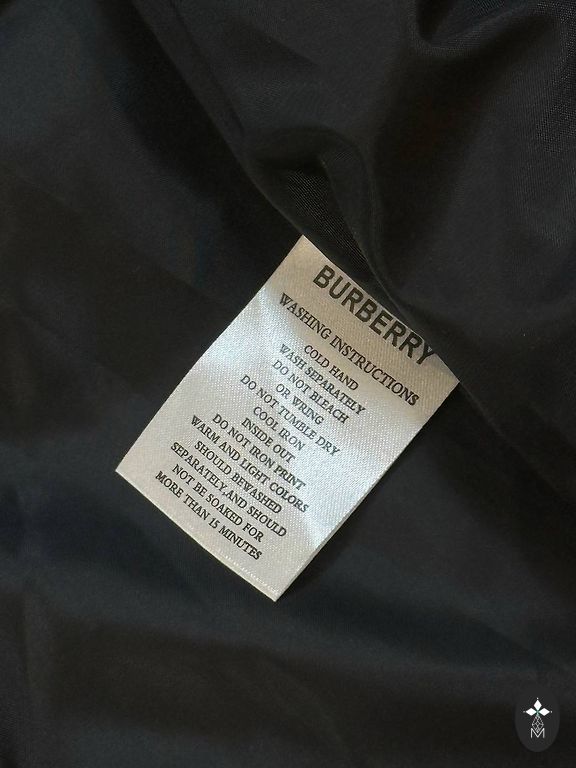 BURBERRY
WASHING INSTRUCTIONS
COLD HAND
WASH SEPARATELY
DO NOT BLEACH
OR WRING
DO NOT TUMBLE DRY
COOL IRON
INSIDE OUT
DO NOT IRON PRINT
WARM AND LIGHT COLORS
SHOULD BEWASHED
SEPARATELY.AND SHOULD
NOT BE SOAKED FOR
MORE THAN 15 MINUTES
M